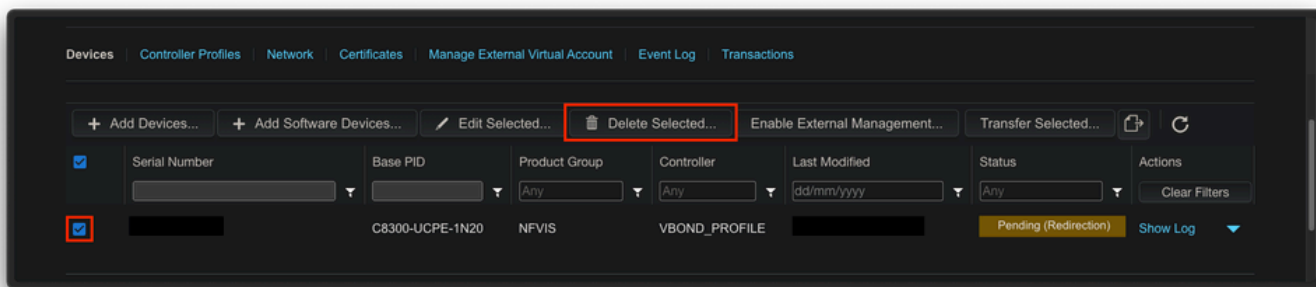 Devices Controller Profiles Network Certificates Manage External Virtual Account Event Log Transactions
+ Add Devices... + Add Software Devices... Edit Selected... Delete Selected... Enable External Management... Transfer Selected...
Serial Number Base PID Product Group Controller Last Modified Status Actions
Any Any dd/mm/yyyy Any Clear Filters
C8300-UCPE-1N20 NFVIS VBOND_PROFILE Pending (Redirection) Show Log